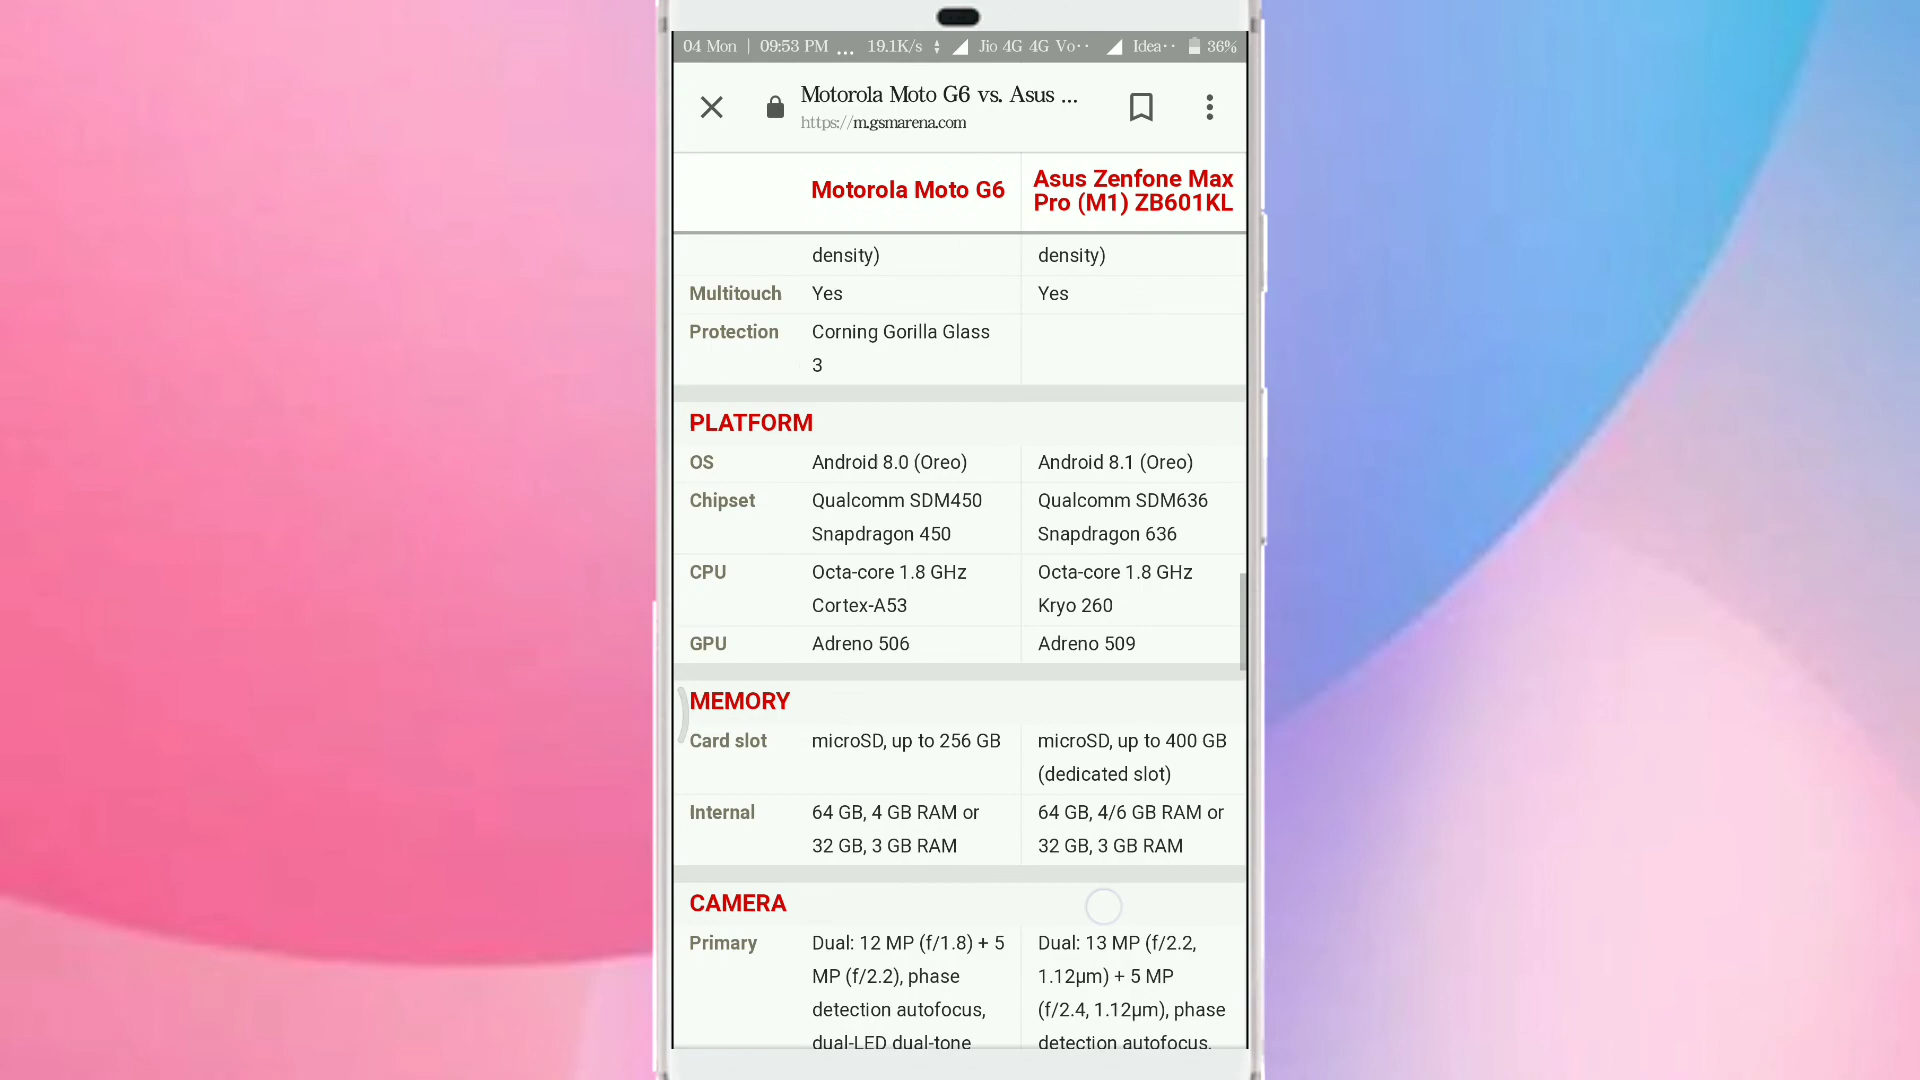 04 Mon | 09:53 PM ... 19.1K/s Jio 4G 4G Vo·· Idea·· 36%
Motorola Moto G6 vs. Asus ...
https://m.gsmarena.com
Motorola Moto G6
Asus Zenfone Max
Pro (M1) ZB601KL
density) density)
Multitouch Yes Yes
Protection Corning Gorilla Glass
3
PLATFORM
OS Android 8.0 (Oreo) Android 8.1 (Oreo)
Chipset Qualcomm SDM450 Qualcomm SDM636
Snapdragon 450 Snapdragon 636
CPU Octa-core 1.8 GHz Octa-core 1.8 GHz
Cortex-A53 Kryo 260
GPU Adreno 506 Adreno 509
MEMORY
Card slot microSD, up to 256 GB microSD, up to 400 GB
(dedicated slot)
Internal 64 GB, 4 GB RAM or 64 GB, 4/6 GB RAM or
32 GB, 3 GB RAM 32 GB, 3 GB RAM
CAMERA
Primary Dual: 12 MP (f/1.8) + 5 Dual: 13 MP (f/2.2,
MP (f/2.2), phase 1.12μm) + 5 MP
detection autofocus, (f/2.4, 1.12μm), phase
dual-LED dual-tone detection autofocus,